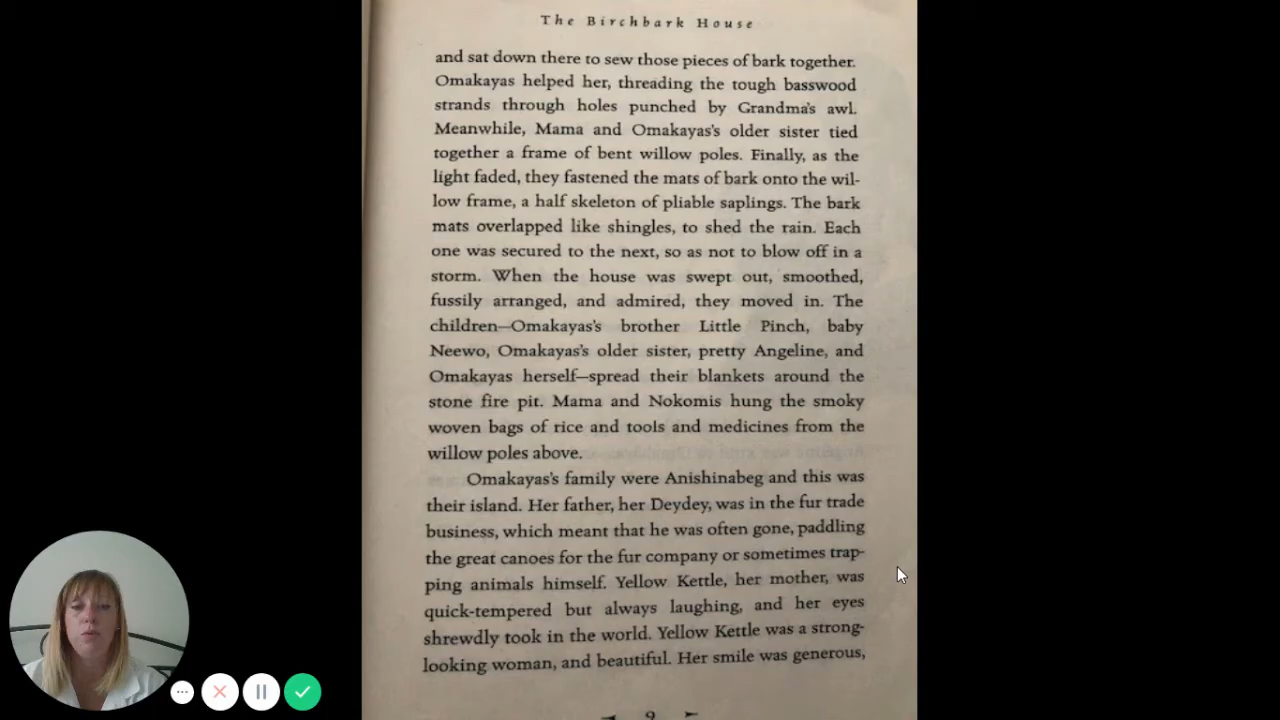 The Birchbark House
and sat down there to sew those pieces of bark together.
Omakayas helped her, threading the tough basswood
strands through holes punched by Grandma's awl.
Meanwhile, Mama and Omakayas's older sister tied
together a frame of bent willow poles. Finally, as the
light faded, they fastened the mats of bark onto the wil-
low frame, a half skeleton of pliable saplings. The bark
mats overlapped like shingles, to shed the rain. Each
one was secured to the next, so as not to blow off in a
storm. When the house was swept out, smoothed,
fussily arranged, and admired, they moved in. The
children—Omakayas's brother Little Pinch, baby
Neewo, Omakayas's older sister, pretty Angeline, and
Omakayas herself—spread their blankets around the
stone fire pit. Mama and Nokomis hung the smoky
woven bags of rice and tools and medicines from the
willow poles above.
Omakayas's family were Anishinabeg and this was
their island. Her father, her Deydey, was in the fur trade
business, which meant that he was often gone, paddling
the great canoes for the fur company or sometimes trap-
ping animals himself. Yellow Kettle, her mother, was
quick-tempered but always laughing, and her eyes
shrewdly took in the world. Yellow Kettle was a strong-
looking woman, and beautiful. Her smile was generous,
9